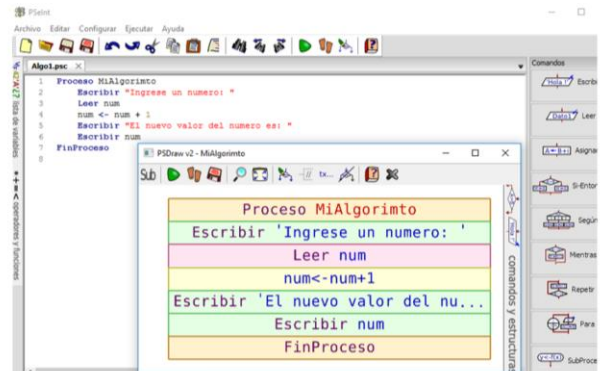 PSeInt
Archivo Editar Configurar Ejecutar Ayuda
Algo1.psc
1 Proceso MiAlgorimto
2 Escribir "Ingrese un numero: "
3 Leer num
4 num <- num + 1
5 Escribir "El nuevo valor del numero es: "
6 Escribir num
7 FinProceso
8
lista de variables
operadores y funciones
PSDraw v2 - MiAlgorimto
Sub
Proceso MiAlgorimto
Escribir 'Ingrese un numero: '
Leer num
num<-num+1
Escribir 'El nuevo valor del nu...
Escribir num
FinProceso
comandos y estructuras
Comandos
Escribi
Leer
Asigna
Si-Entor
Según
Mientras
Repetir
Para
SubProce